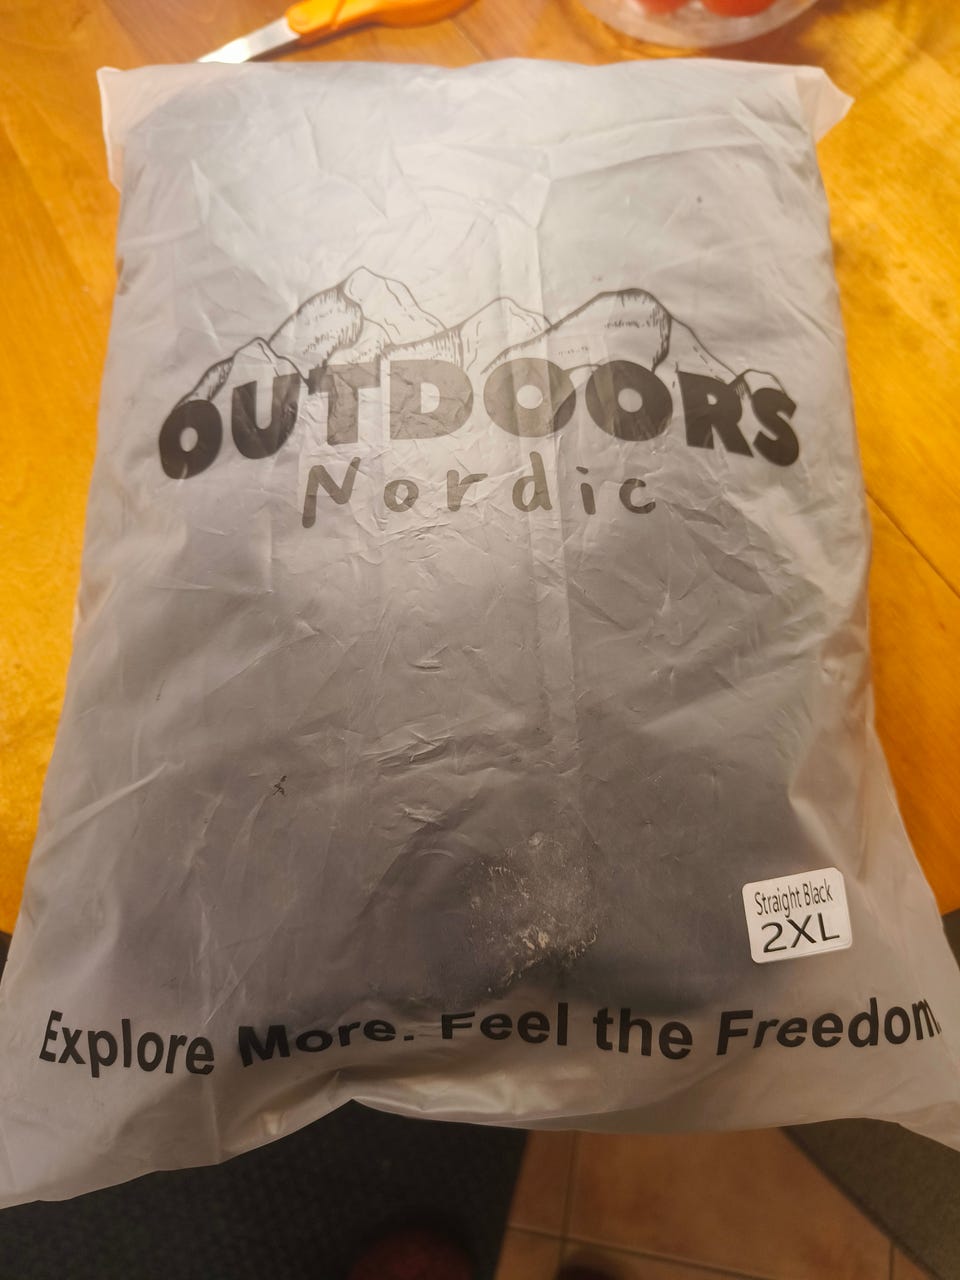 OUTDOORS
Nordic
Straight Black
2XL
Explore More. Feel the Freedom.